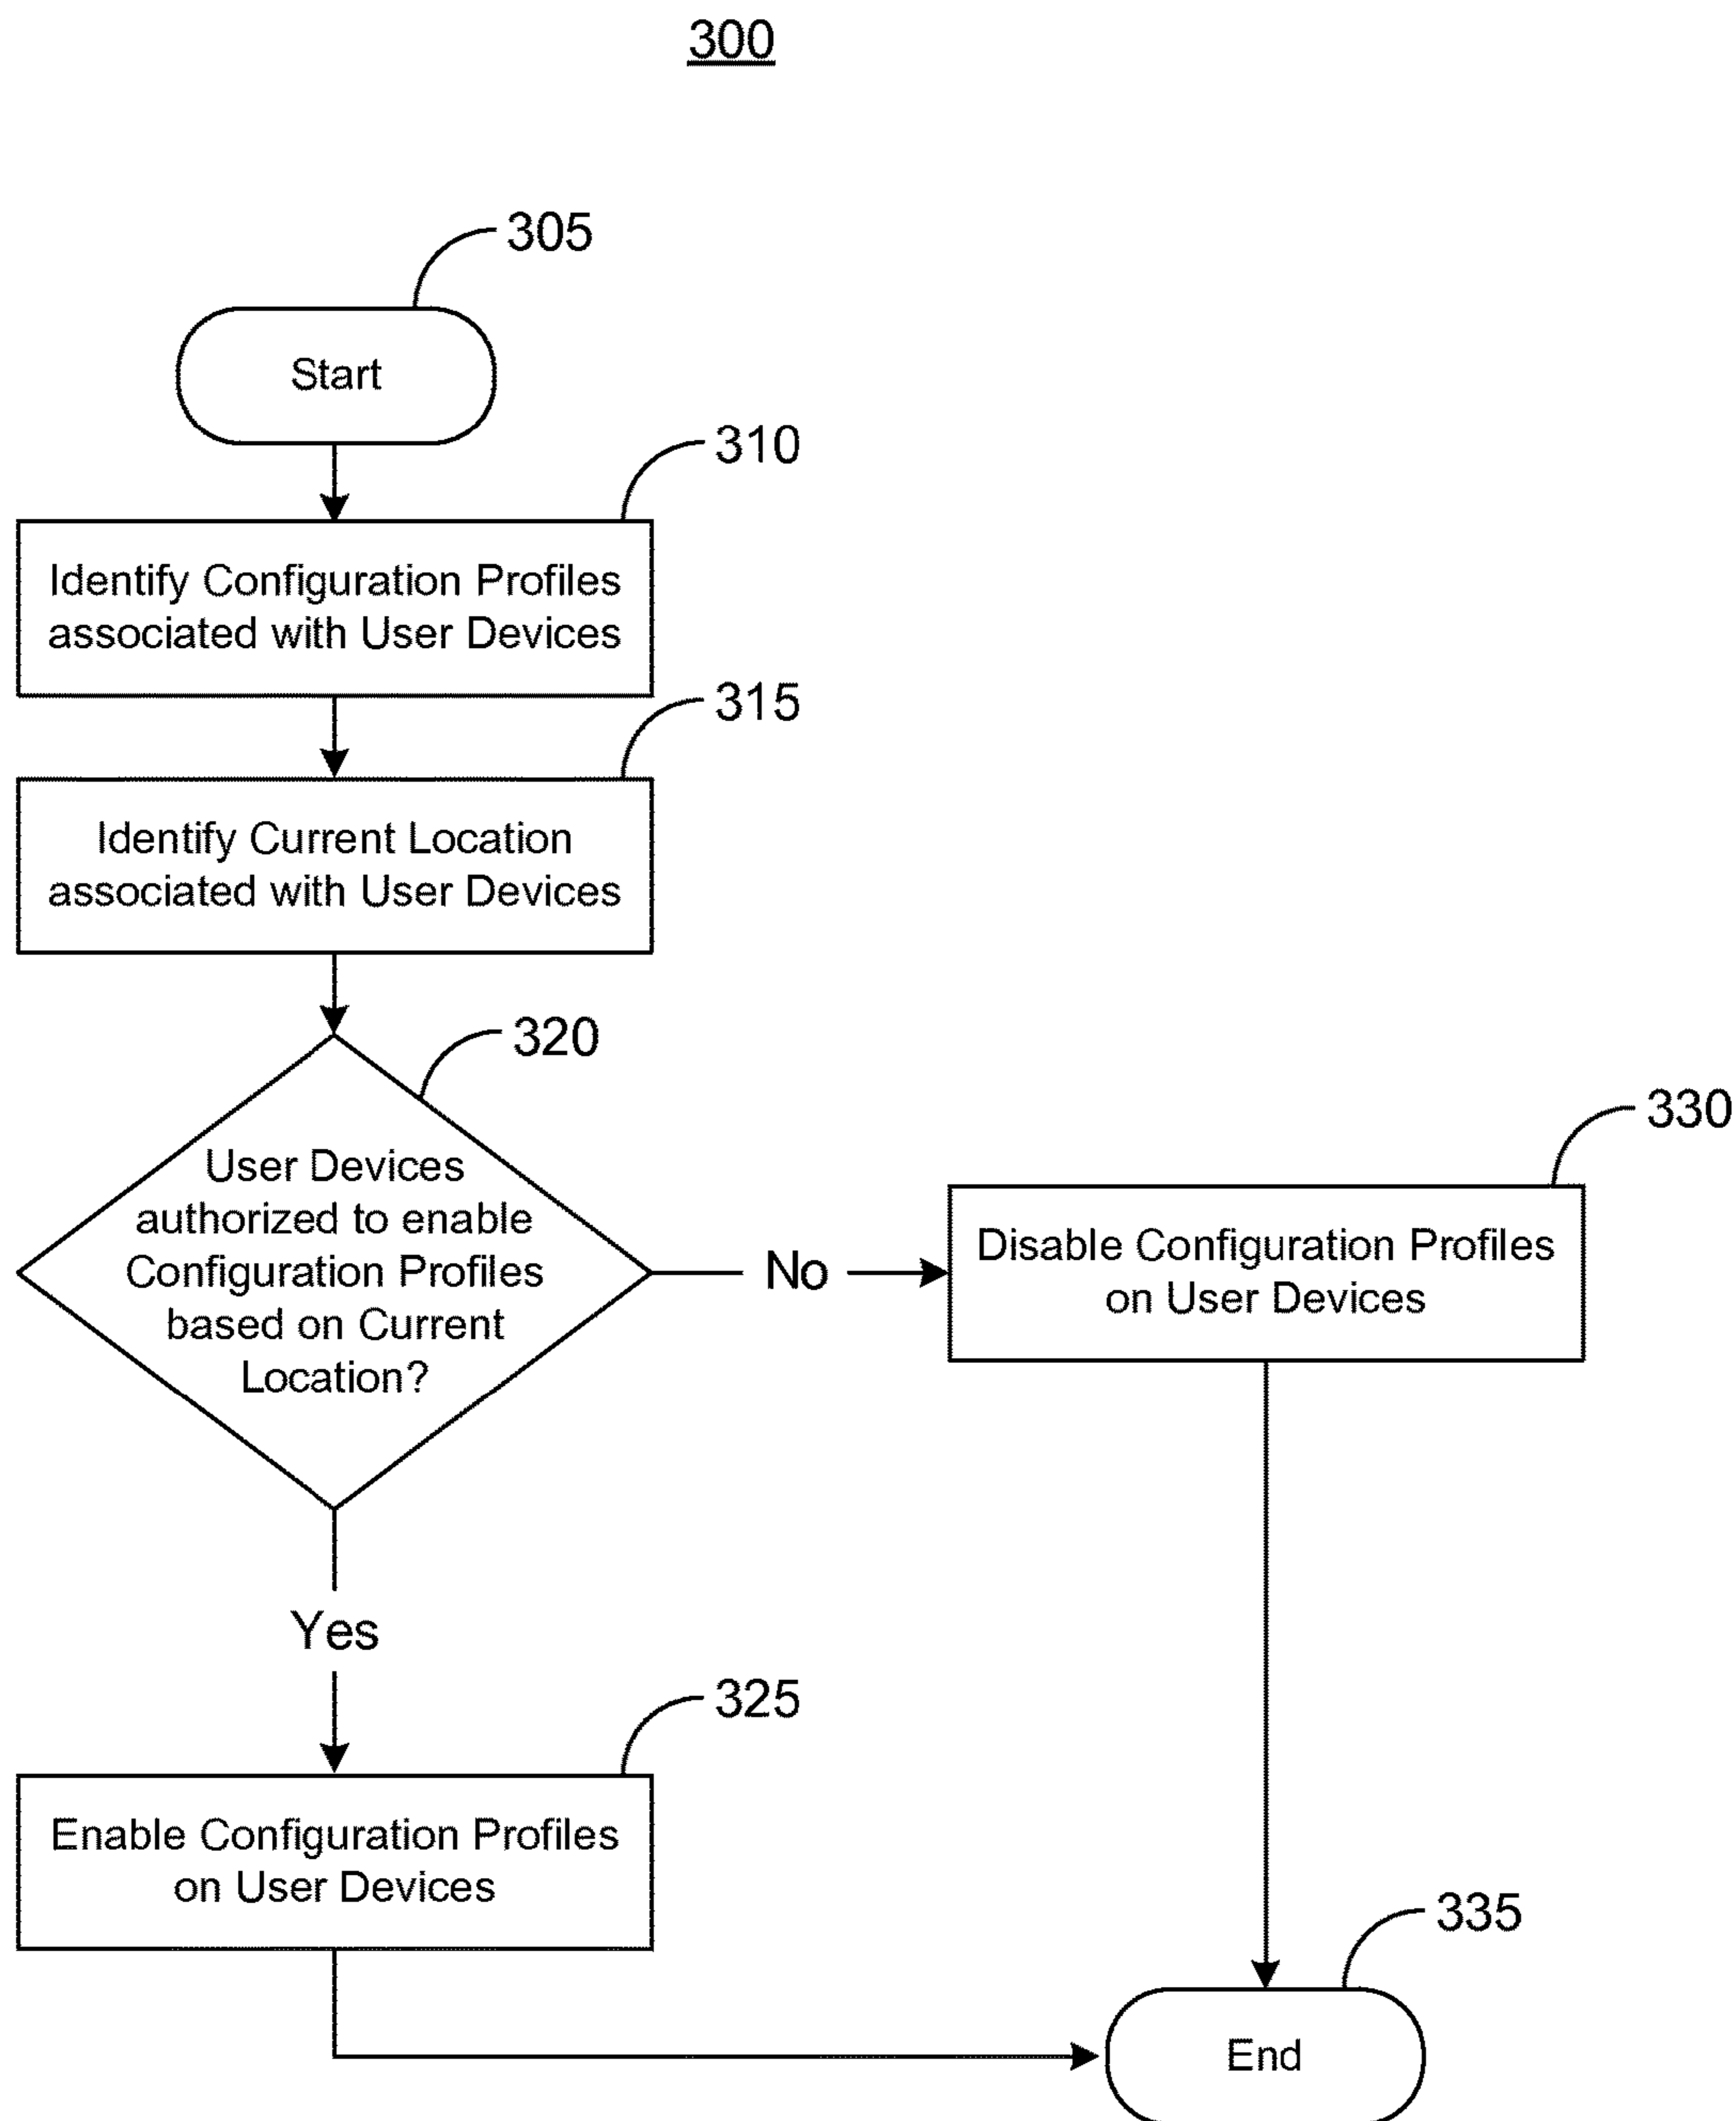 300
305
Start
310
Identify Configuration Profiles
associated with User Devices
315
Identify Current Location
associated with User Devices
320
User Devices
authorized to enable
Configuration Profiles
based on Current
Location?
No
330
Disable Configuration Profiles
on User Devices
Yes
325
Enable Configuration Profiles
on User Devices
335
End